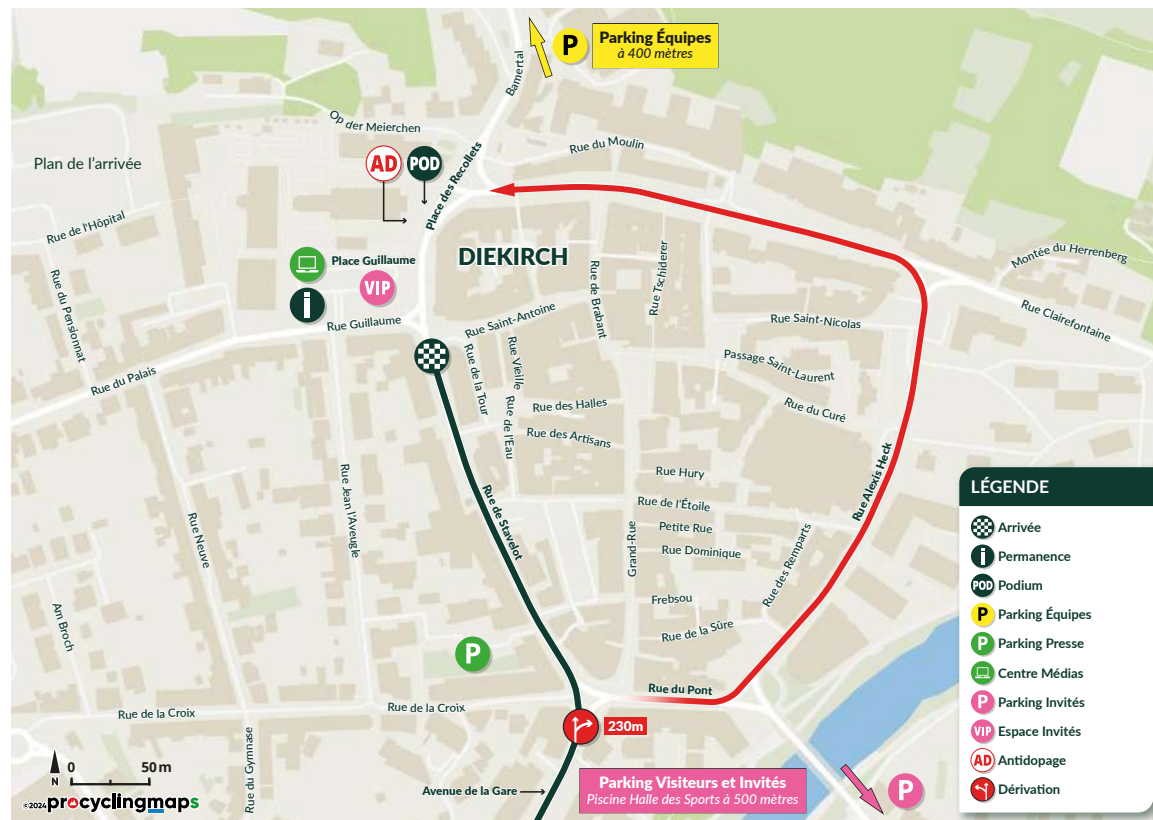 P
Parking Équipes
à 400 mètres
Bamertal
Op der Meierchen
Plan de l'arrivée
AD
POD
Rue du Moulin
Place des Recollets
Rue de l'Hôpital
Place Guillaume
DIEKIRCH
Montée du Herrenberg
VIP
i
Rue du Pensionnat
Rue Guillaume
Rue Saint-Antoine
Rue de Brabant
Rue Tschiderer
Rue Saint-Nicolas
Rue Clairefontaine
Rue du Palais
Rue de la Tour
Rue Vieille
Passage Saint-Laurent
Rue des Halles
Rue du Curé
Rue de l'Eau
Rue des Artisans
Rue Jean l'Aveugle
Rue Hury
Rue Alexis Heck
Rue de Stavelot
Rue de l'Étoile
Rue Neuve
Grand-Rue
Petite Rue
Rue Dominique
Rue des Remparts
Am Broch
Frebsou
Rue de la Sûre
P
Rue du Pont
Rue de la Croix
Rue de la Croix
230m
Rue du Gymnase
N
0 50 m
©2024 procyclingmaps
Avenue de la Gare
Parking Visiteurs et Invités
Piscine Halle des Sports à 500 mètres
P
LÉGENDE
Arrivée
i Permanence
POD Podium
P Parking Équipes
P Parking Presse
Centre Médias
P Parking Invités
VIP Espace Invités
AD Antidopage
Dérivation